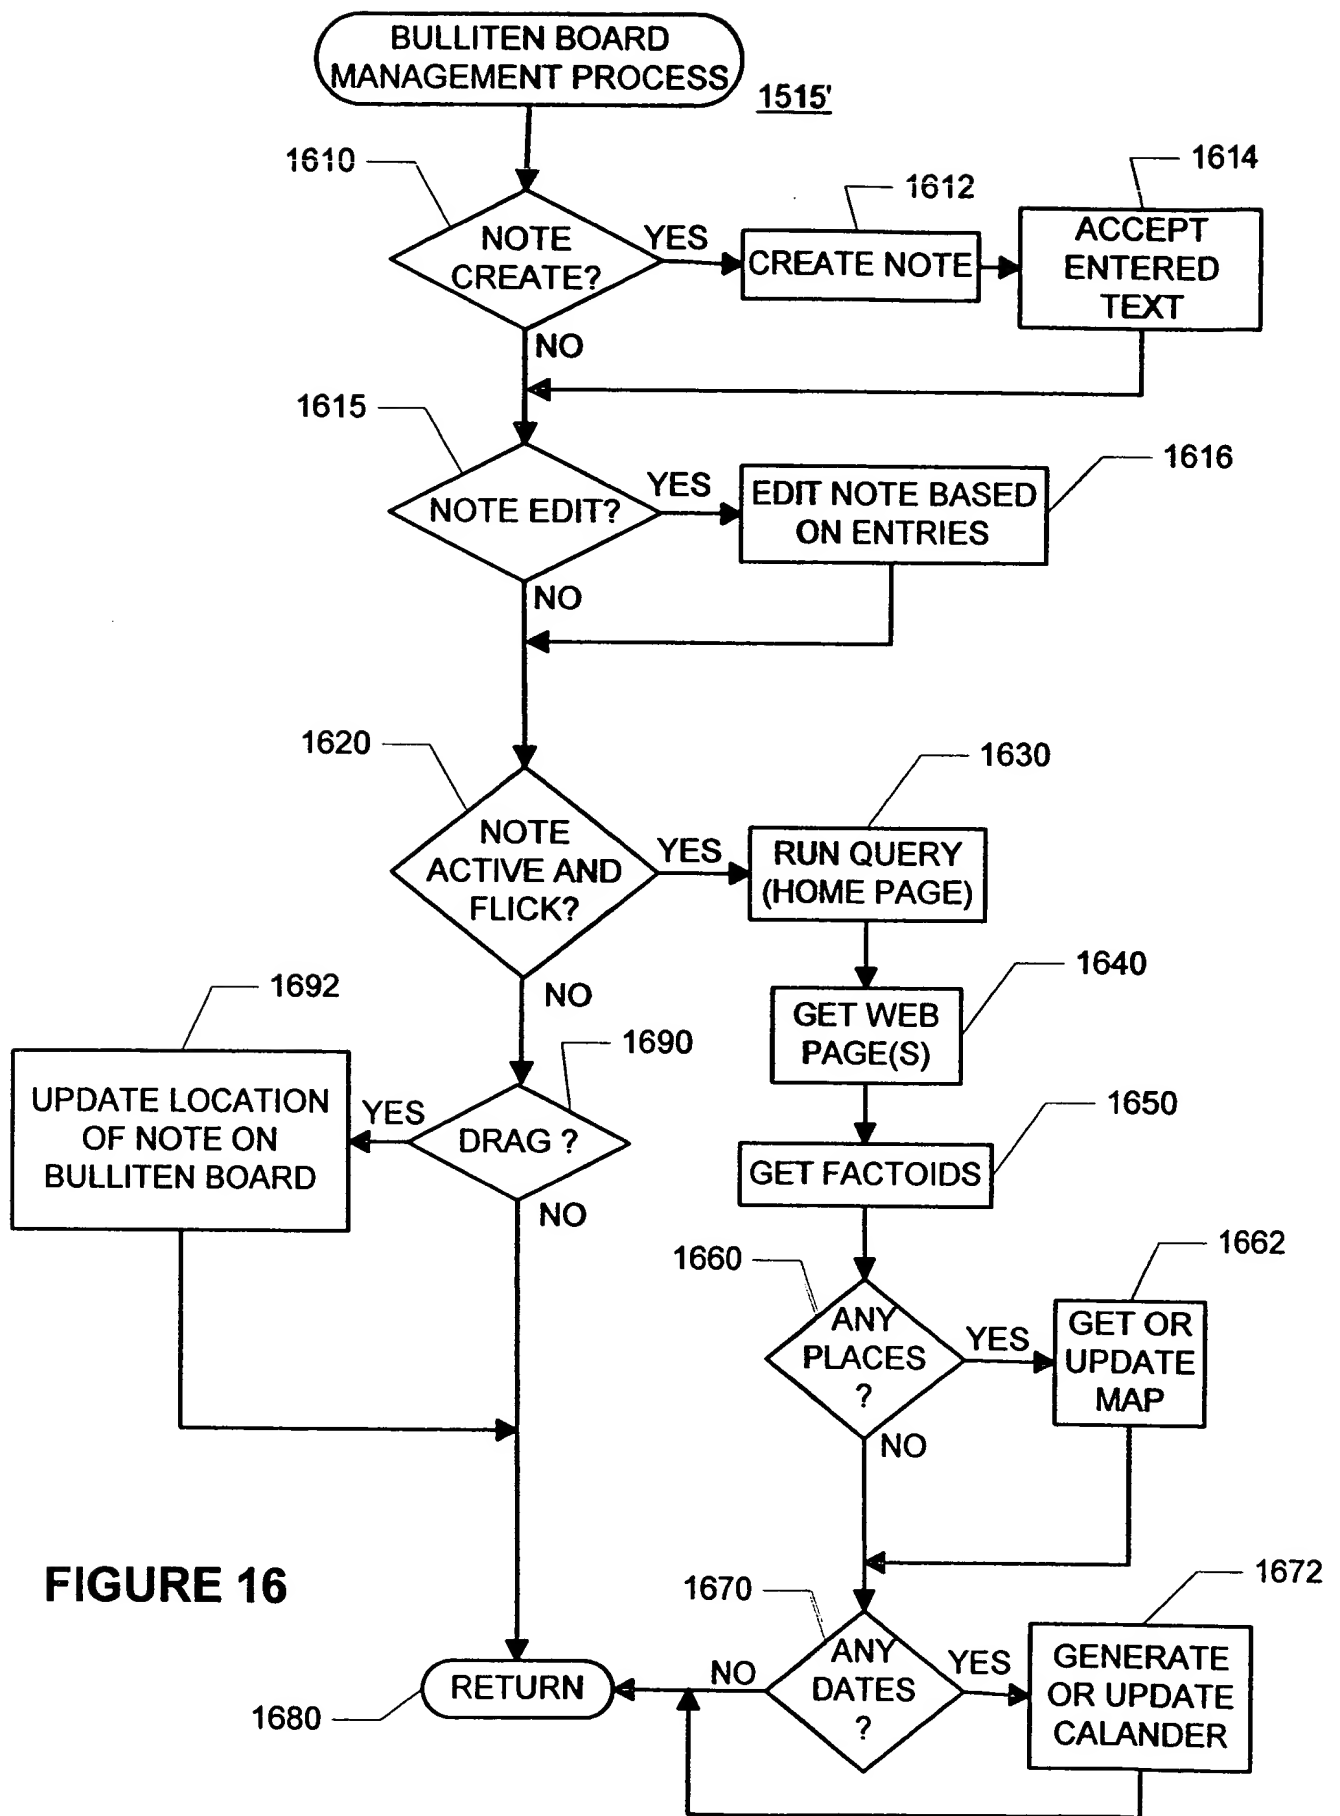 BULLITEN BOARD
MANAGEMENT PROCESS
1515'
1610
NOTE
CREATE?
YES
1612
CREATE NOTE
1614
ACCEPT
ENTERED
TEXT
NO
1615
NOTE EDIT?
YES
1616
EDIT NOTE BASED
ON ENTRIES
NO
1620
NOTE
ACTIVE AND
FLICK?
YES
1630
RUN QUERY
(HOME PAGE)
NO
1640
GET WEB
PAGE(S)
1692
UPDATE LOCATION
OF NOTE ON
BULLITEN BOARD
YES
1690
DRAG ?
NO
1650
GET FACTOIDS
1660
ANY
PLACES
?
YES
1662
GET OR
UPDATE
MAP
NO
FIGURE 16
1670
ANY
DATES
?
YES
1672
GENERATE
OR UPDATE
CALANDER
NO
RETURN
1680